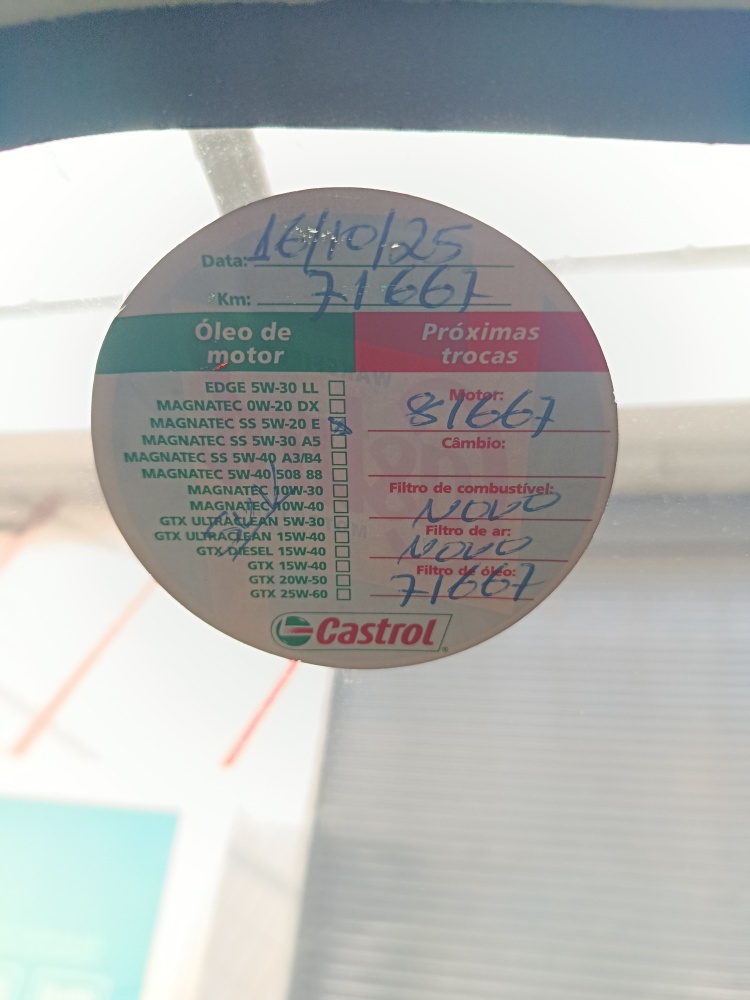 Data: 16/10/25
Km: 71667
Óleo de motor
Próximas trocas
EDGE 5W-30 LL
MAGNATEC 0W-20 DX
MAGNATEC SS 5W-20 E
MAGNATEC SS 5W-30 A5
MAGNATEC SS 5W-40 A3/B4
MAGNATEC 5W-40 508 88
MAGNATEC 10W-30
MAGNATEC 10W-40
GTX ULTRACLEAN 5W-30
GTX ULTRACLEAN 15W-40
GTX DIESEL 15W-40
GTX 15W-40
GTX 20W-50
GTX 25W-60
Motor:
81667
Câmbio:
Filtro de combustível:
NOVO
Filtro de ar:
NOVO
Filtro de óleo:
71667
Castrol